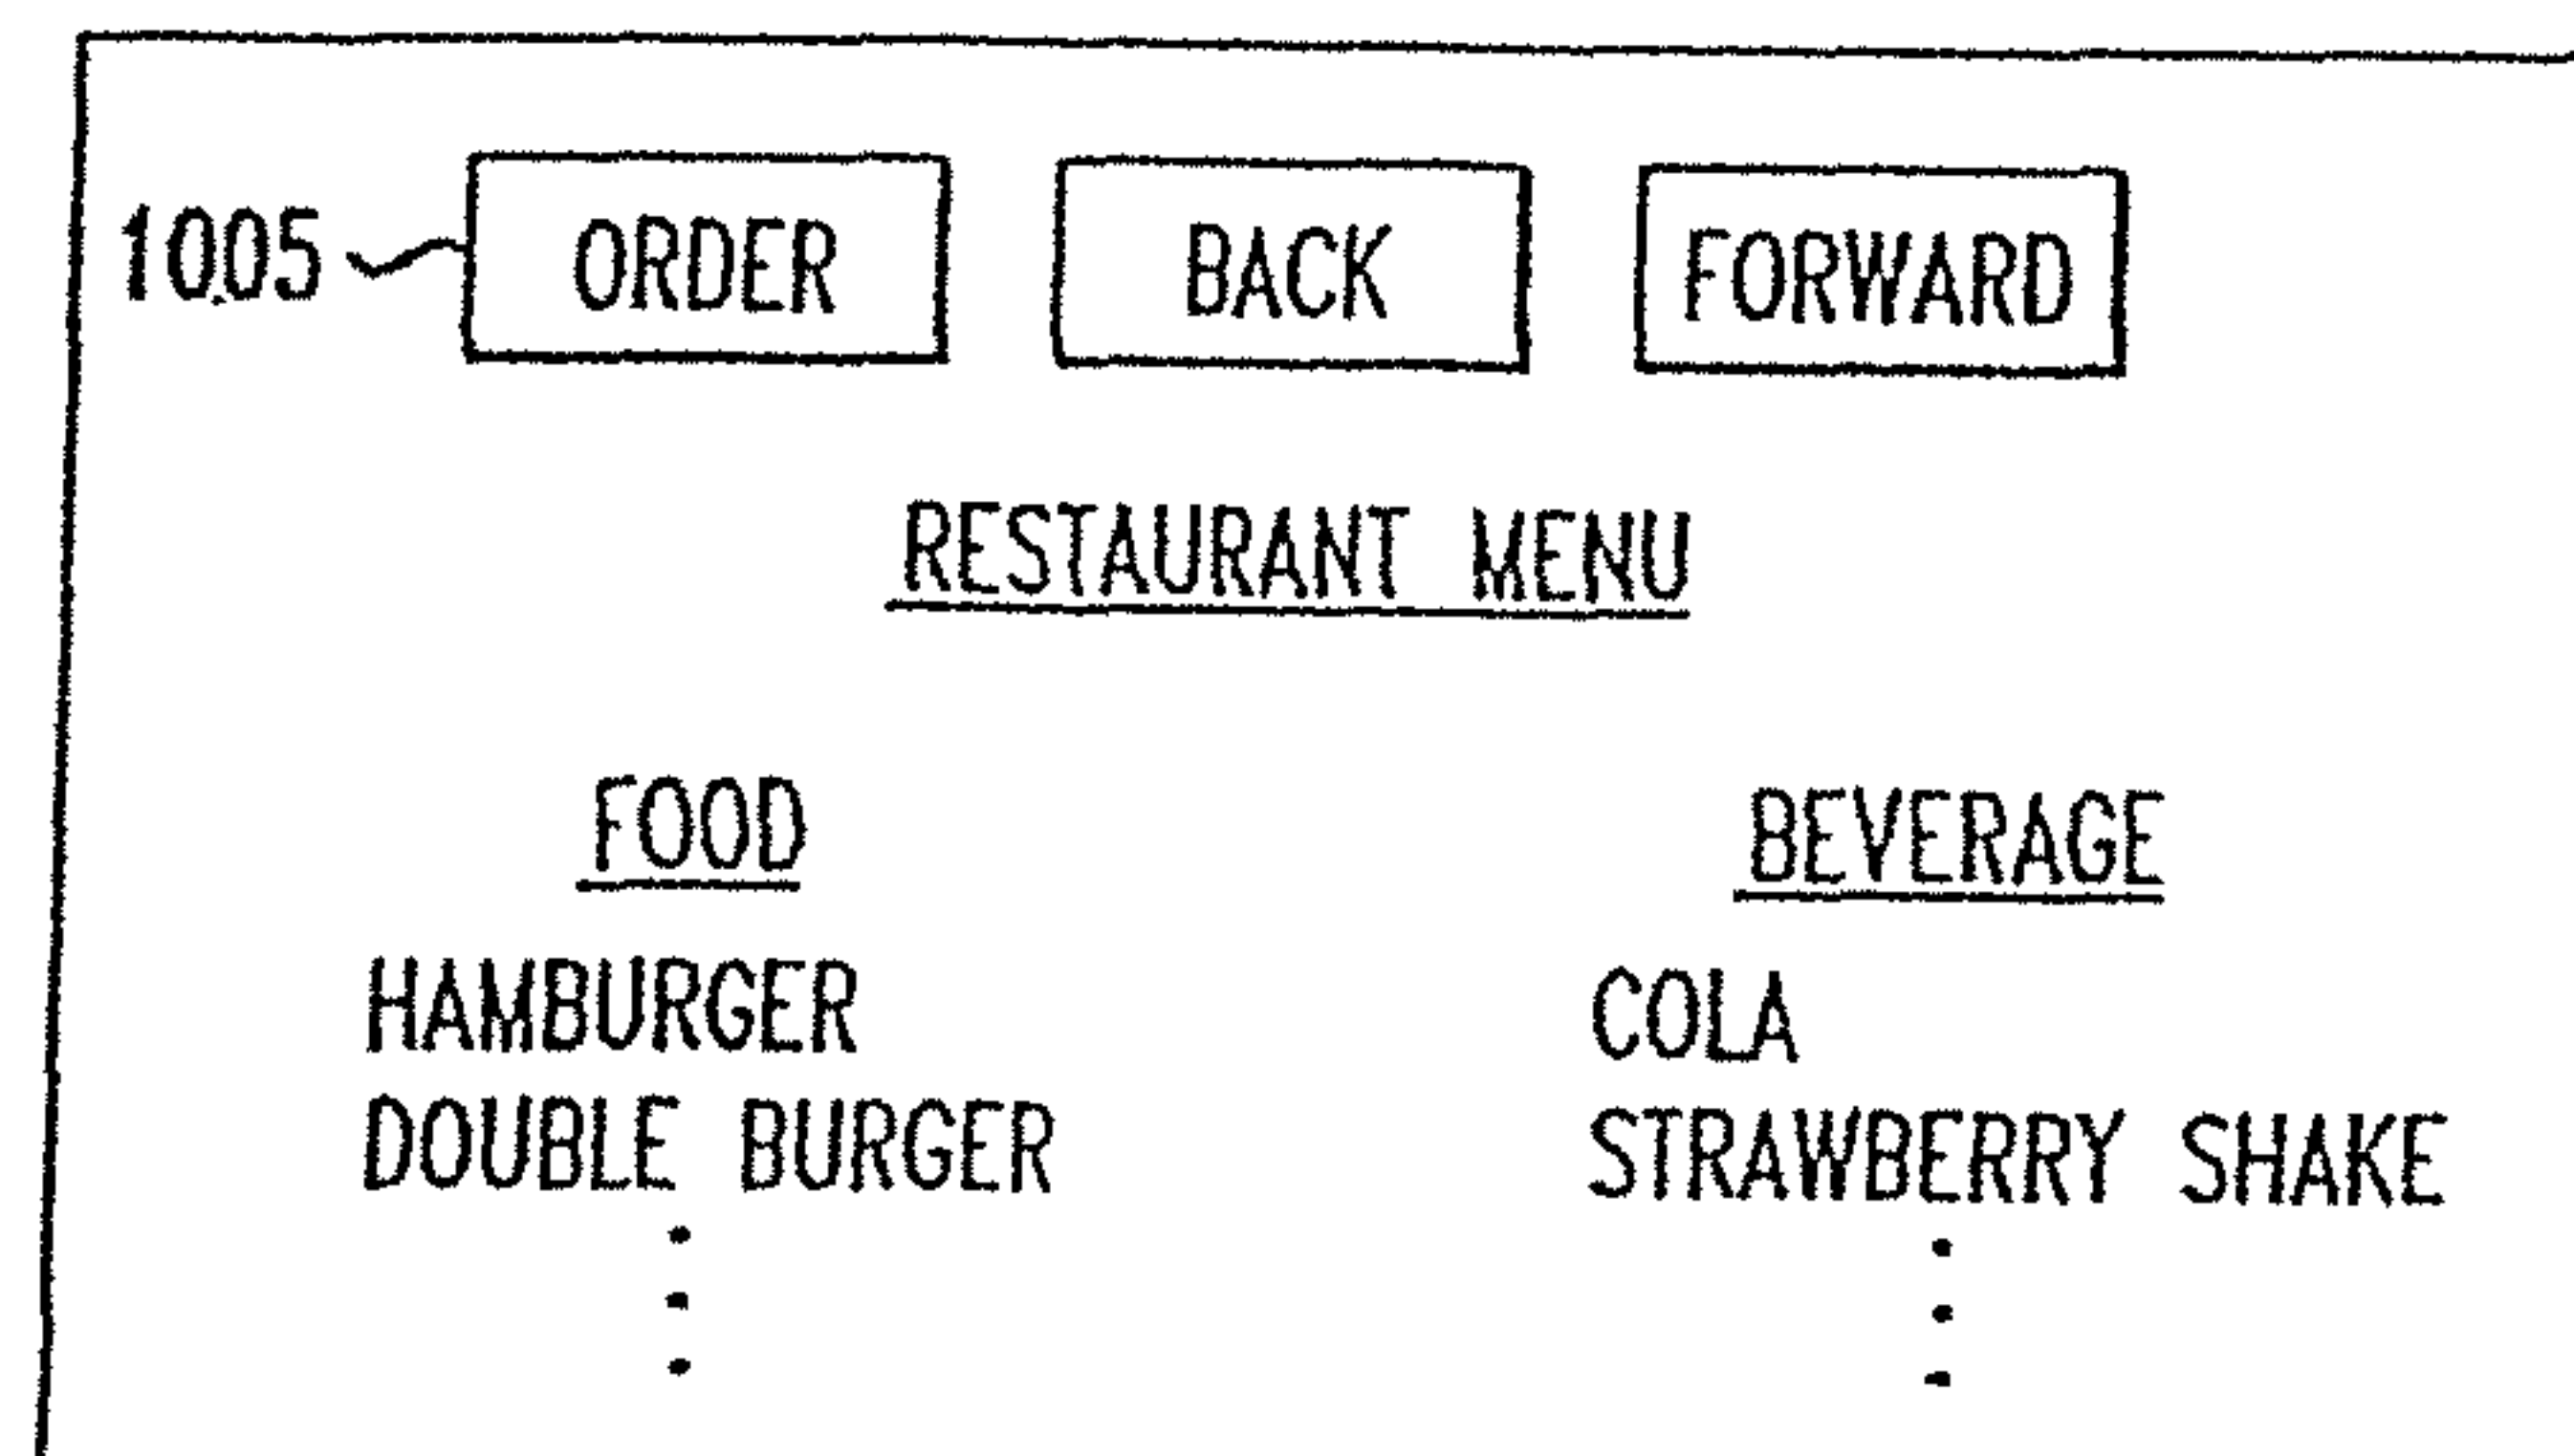 1005 ORDER BACK FORWARD
RESTAURANT MENU
FOOD BEVERAGE
HAMBURGER COLA
DOUBLE BURGER STRAWBERRY SHAKE